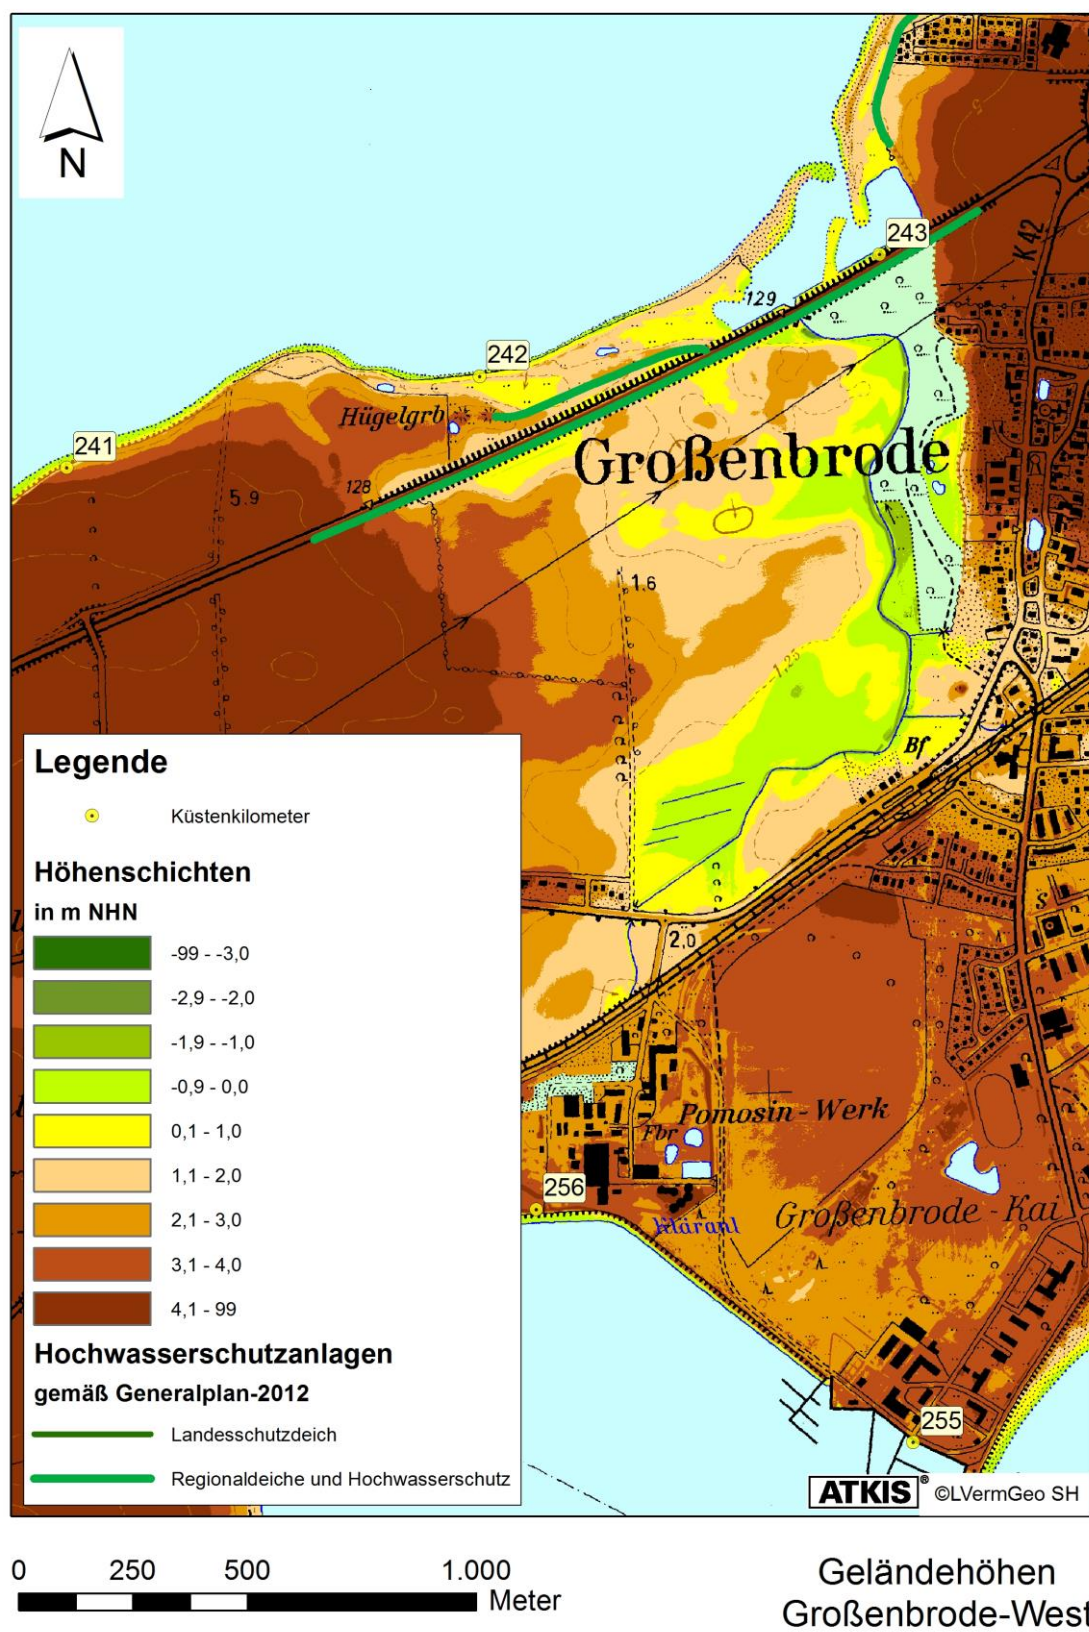 N
K 42
243
129
242
Hügelgrb
241
Großenbrode
128
5.9
1,6
1,25
Bf
Legende
Küstenkilometer
Höhenschichten
in m NHN
-99 - -3,0
-2,9 - -2,0
-1,9 - -1,0
-0,9 - 0,0
0,1 - 1,0
1,1 - 2,0
2,1 - 3,0
3,1 - 4,0
4,1 - 99
Hochwasserschutzanlagen
gemäß Generalplan-2012
Landesschutzdeich
Regionaldeiche und Hochwasserschutz
S
2,0
Pomosin-Werk
Fbr
256
Kläranl
Großenbrode-Kai
255
ATKIS® ©LVermGeo SH
0 250 500 1.000
Meter
Geländehöhen
Großenbrode-West